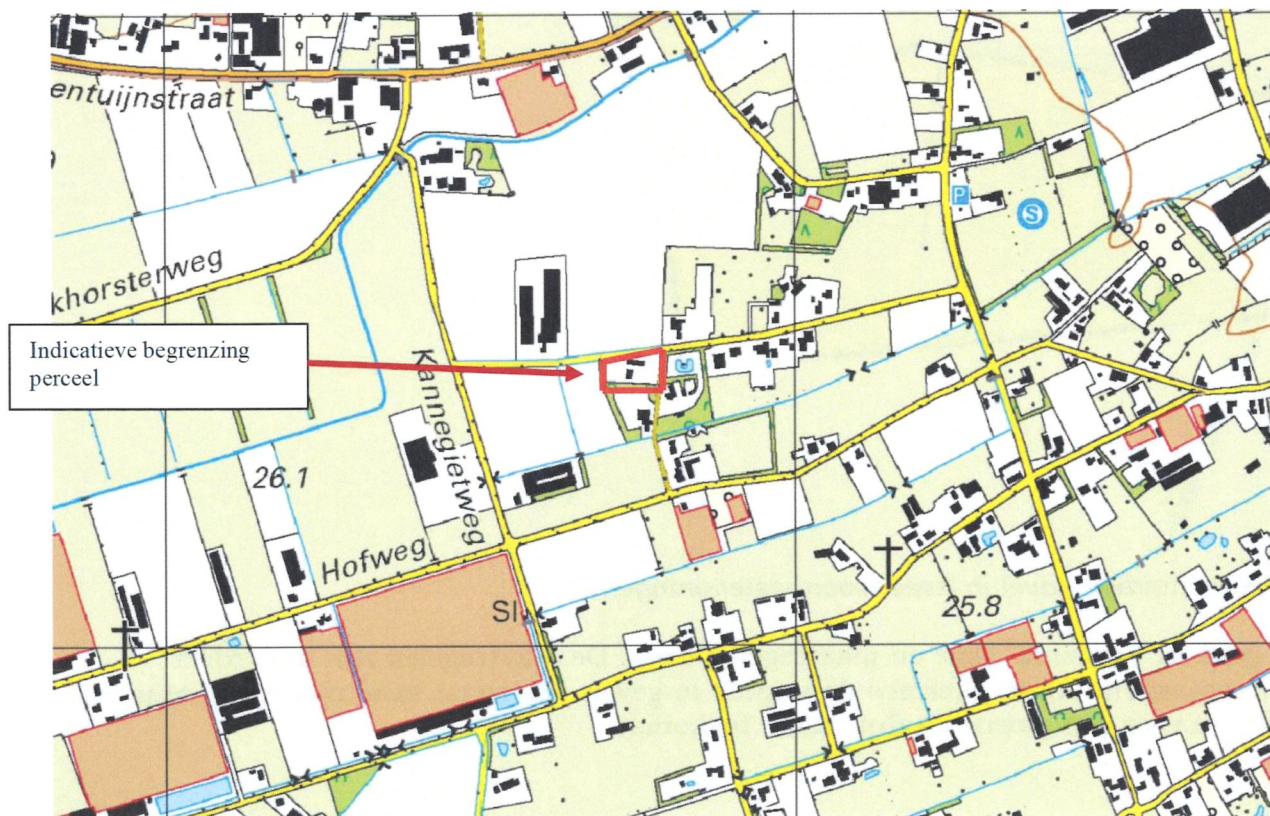 entuijnstraat
P
S
khorsterweg
Indicatieve begrenzing
perceel
Kannegietweg
26.1
Hofweg
Sl
25.8